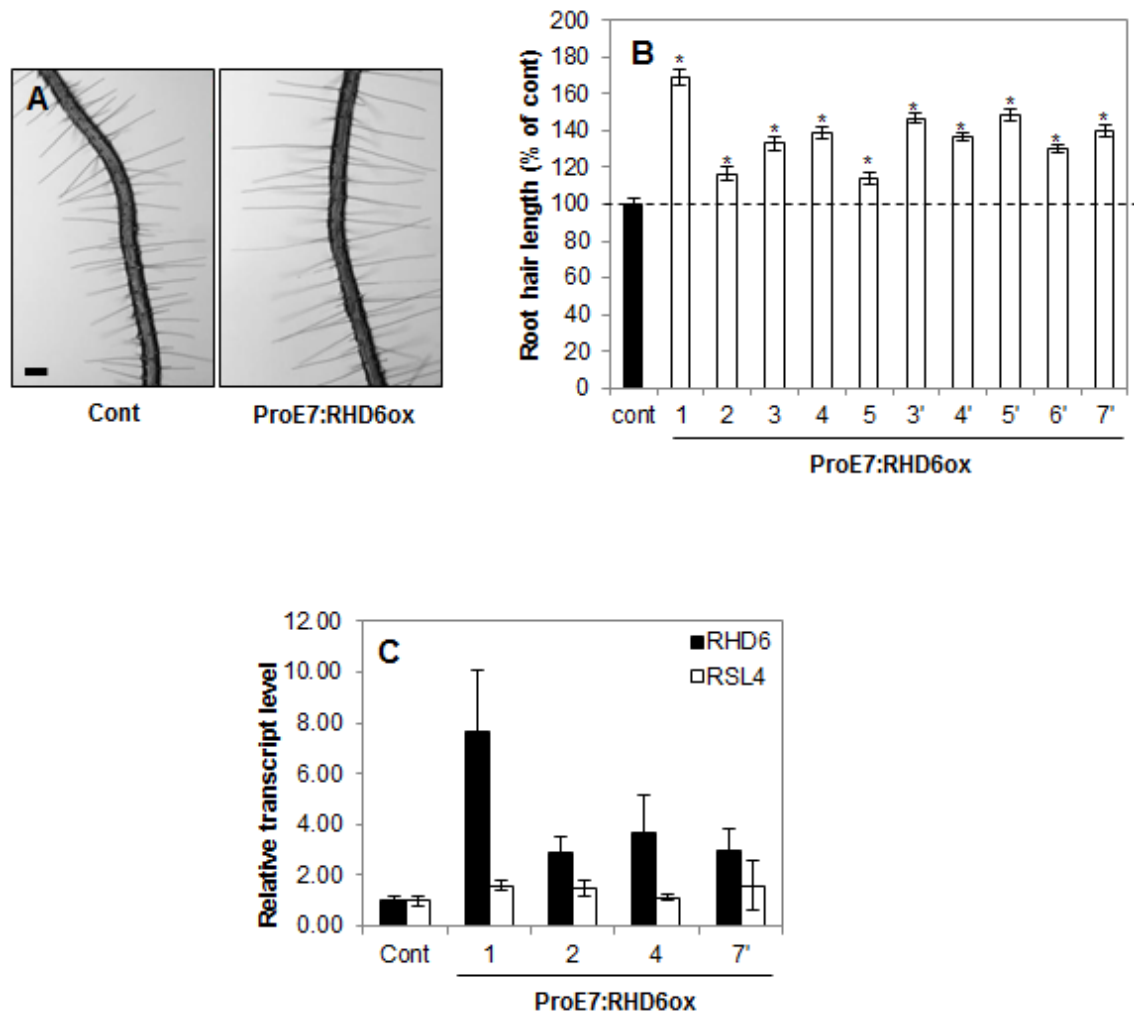 A
Cont
ProE7:RHD6ox
B
Root hair length (% of cont)
200
180
160
140
120
100
80
60
40
20
0
* * * * * * * * * *
cont 1 2 3 4 5 3' 4' 5' 6' 7'
ProE7:RHD6ox
C
RHD6
RSL4
Relative transcript level
12.00
10.00
8.00
6.00
4.00
2.00
0.00
Cont 1 2 4 7'
ProE7:RHD6ox